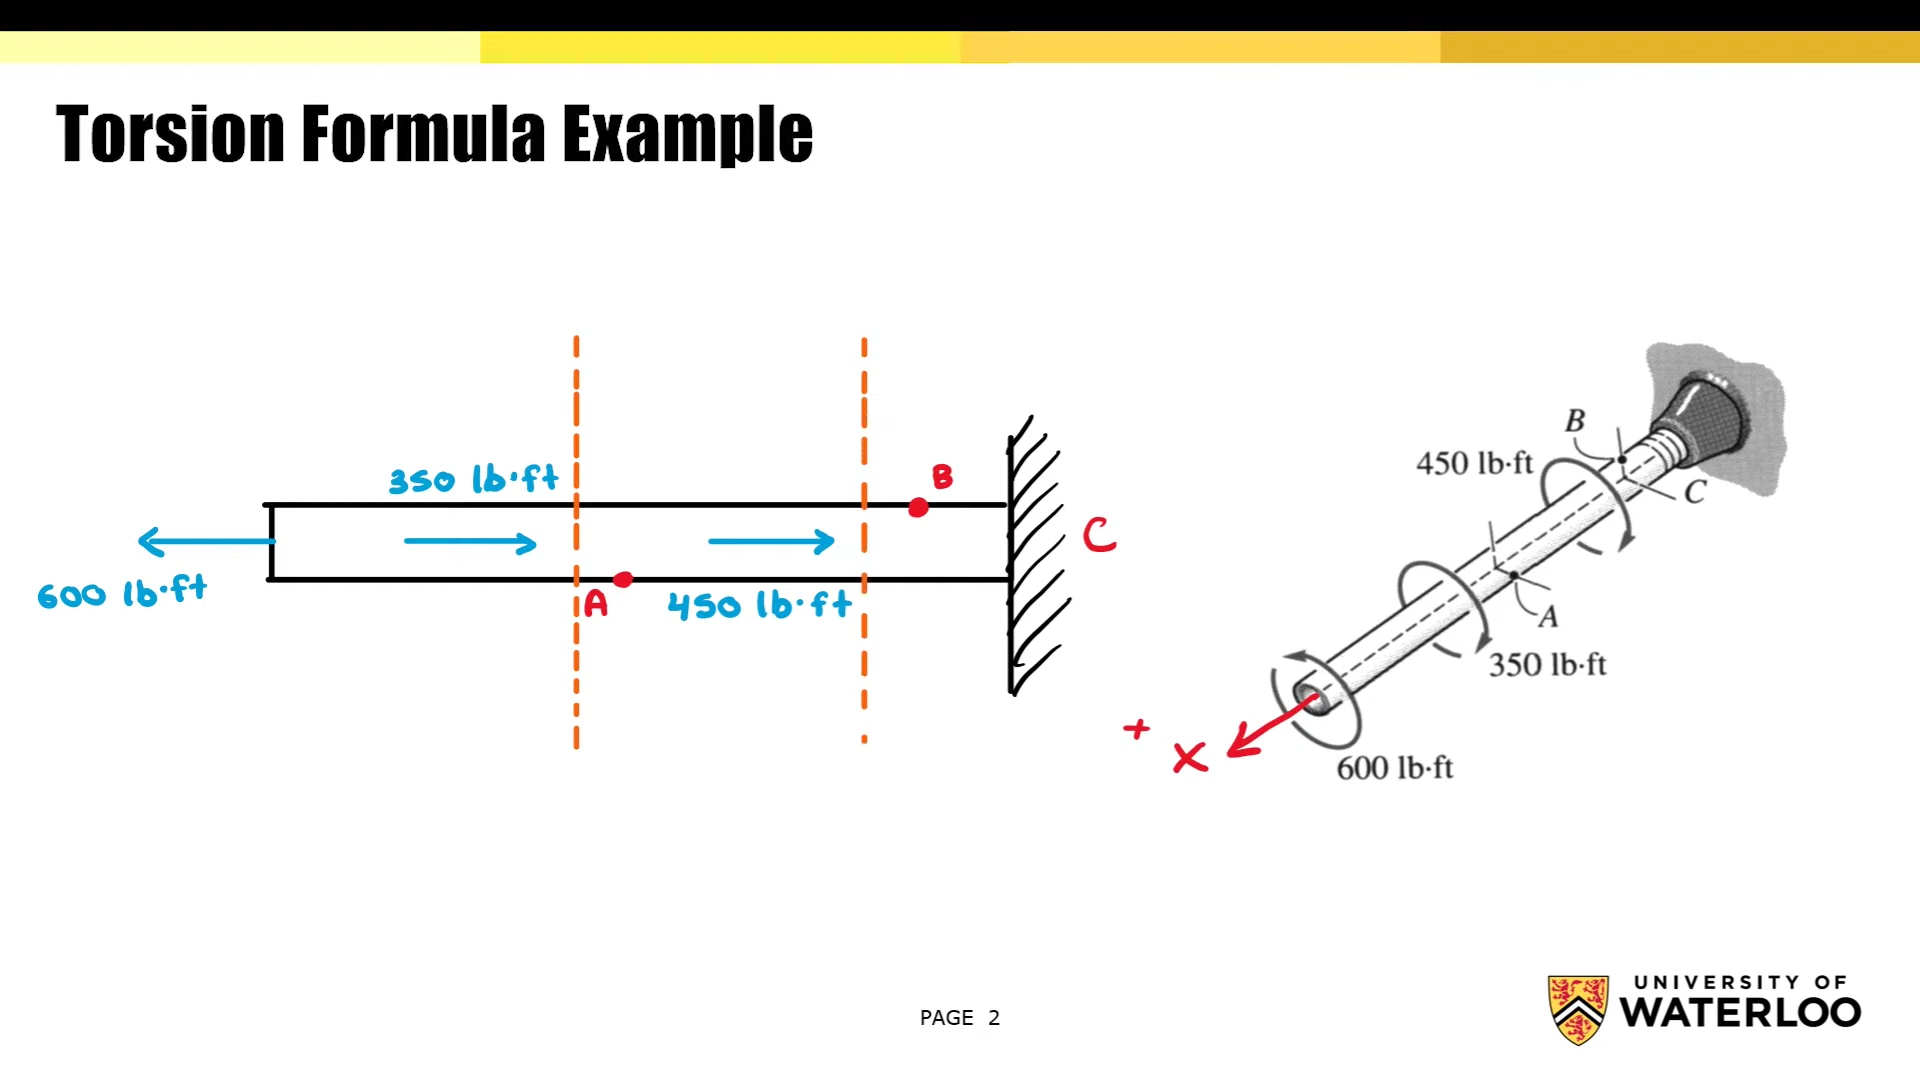 Torsion Formula Example
350 lb·ft
B
C
600 lb·ft
A
450 lb·ft
B
450 lb·ft
C
A
350 lb·ft
+ X
600 lb·ft
PAGE 2
UNIVERSITY OF
WATERLOO